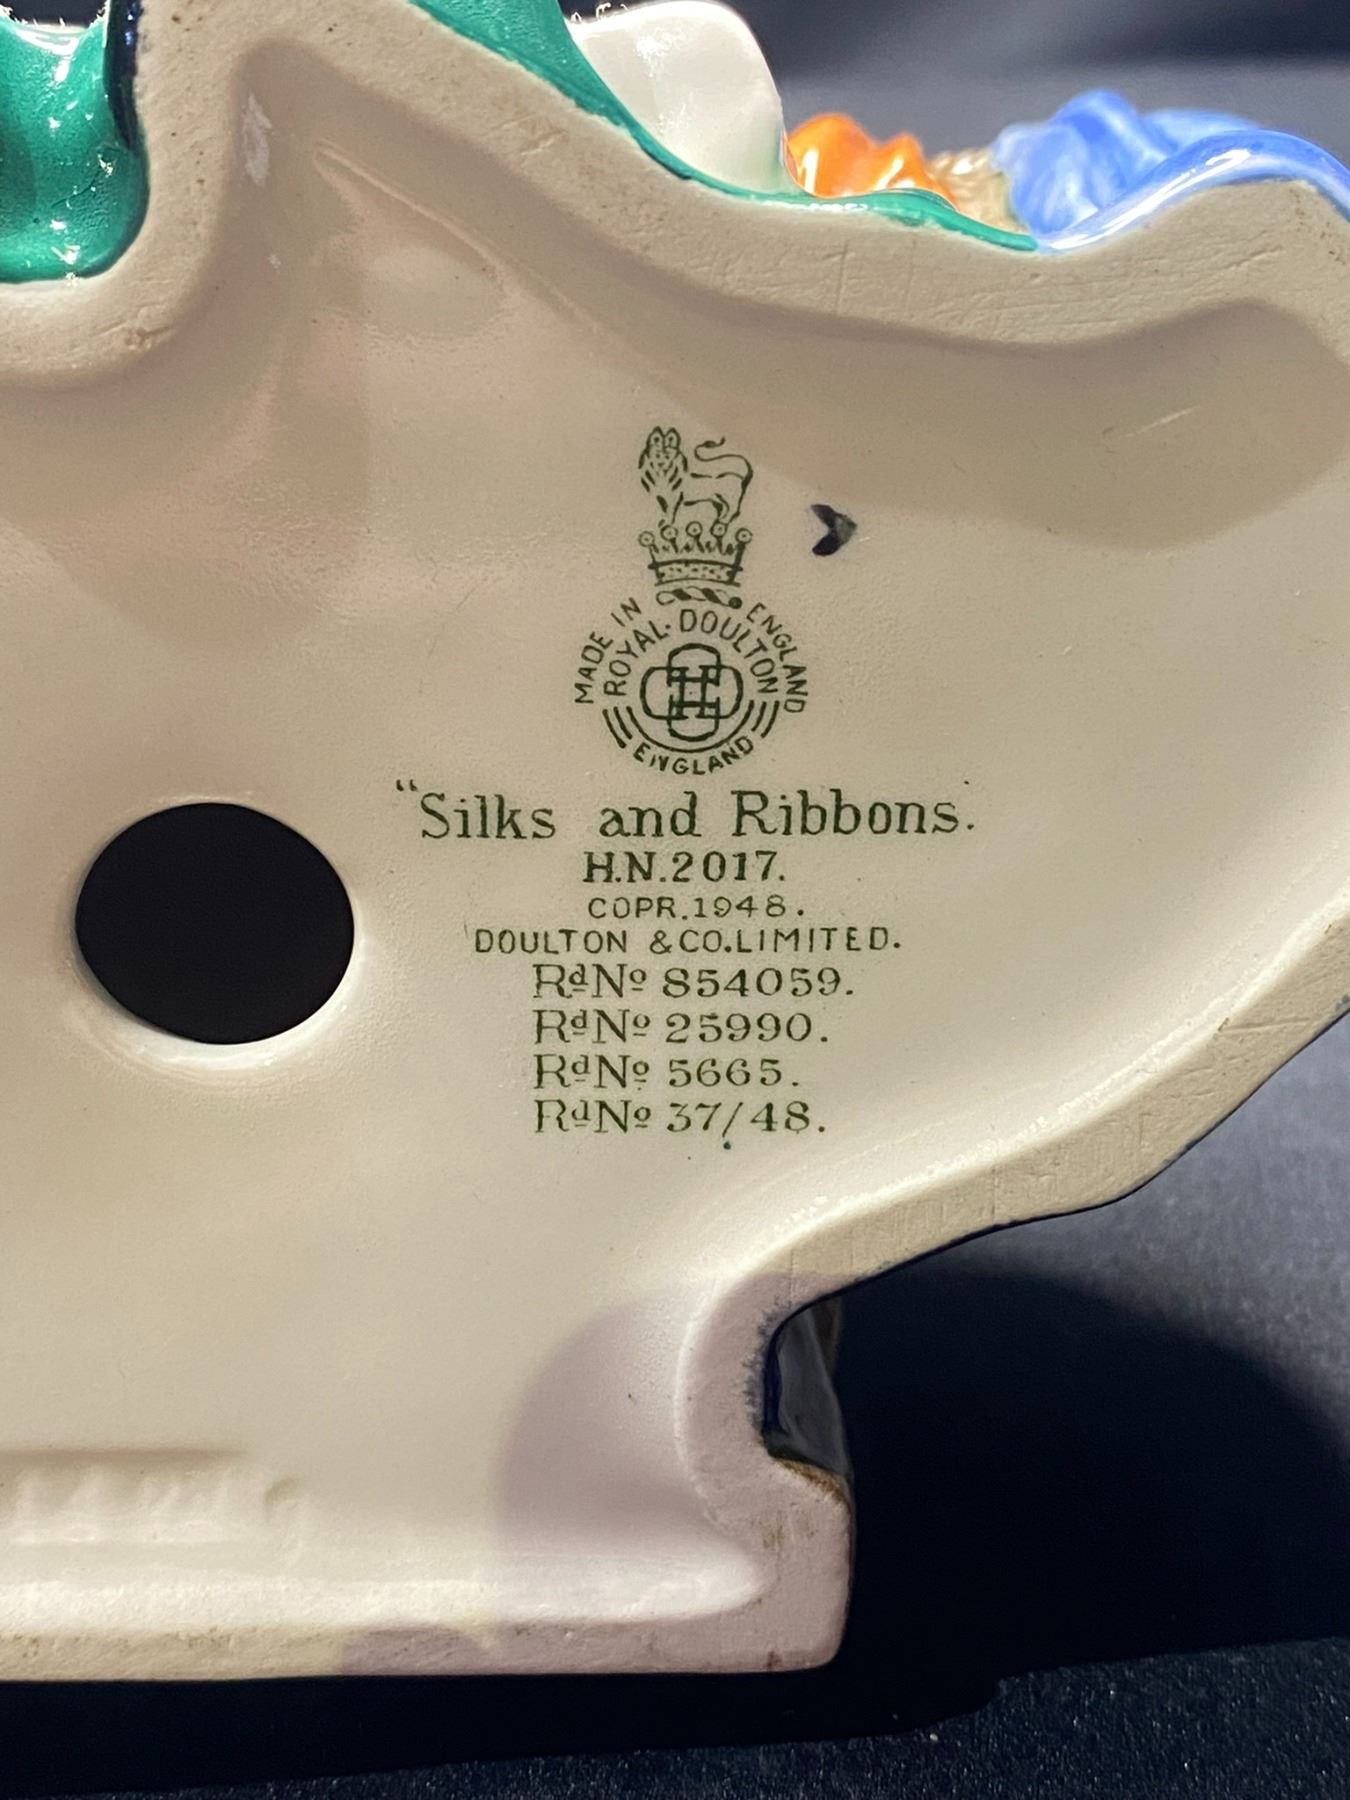 MADE IN ENGLAND
ROYAL·DOULTON
ENGLAND
"Silks and Ribbons.
H.N.2017.
COPR.1948.
DOULTON &CO.LIMITED.
RdNo 854059.
RdNo 25990.
RdNo 5665.
RdNo 37/48.